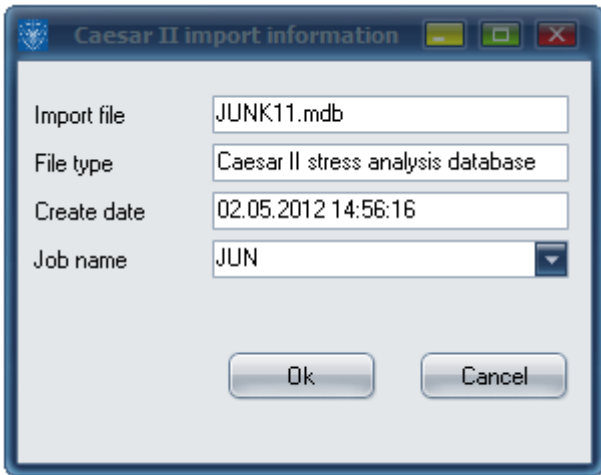 Caesar II import information
Import file JUNK11.mdb
File type Caesar II stress analysis database
Create date 02.05.2012 14:56:16
Job name JUN
Ok Cancel